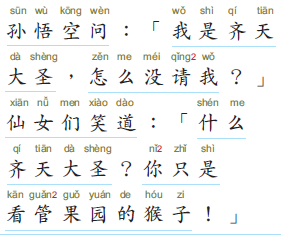 sūn wù kōng wèn wǒ shì qí tiān
孙悟空问：「我是齐天
dà shèng zěn me méi qǐng2 wǒ
大圣，怎么没请我？」
xiān nǚ men xiào dào shén me
仙女们笑道：「什么
qí tiān dà shèng nǐ2 zhǐ shì
齐天大圣？你只是
kān guǎn2 guǒ yuán de hóu zi
看管果园的猴子！」